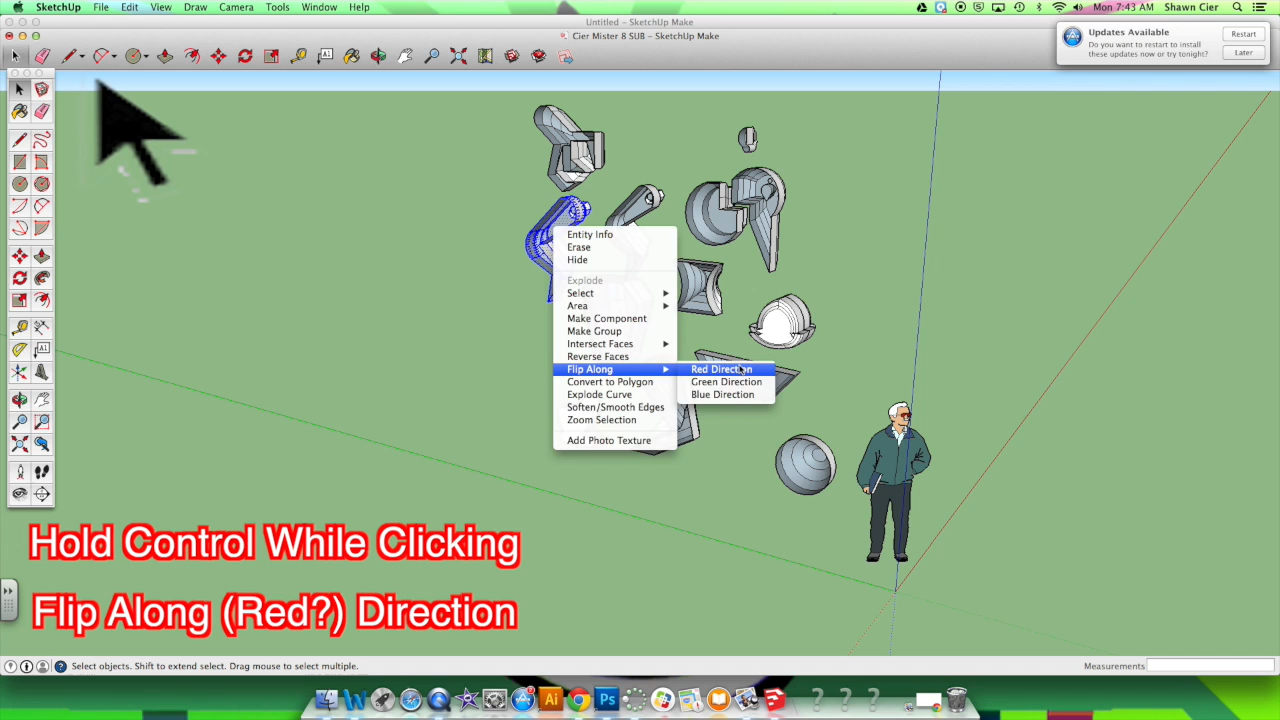 SketchUp File Edit View Draw Camera Tools Window Help
Mon 7:43 AM Shawn Cier
Untitled – SketchUp Make
Cier Mister 8 SUB – SketchUp Make
Updates Available
Do you want to restart to install
these updates now or try tonight?
Restart
Later
Entity Info
Erase
Hide
Explode
Select
Area
Make Component
Make Group
Intersect Faces
Reverse Faces
Flip Along
Convert to Polygon
Explode Curve
Soften/Smooth Edges
Zoom Selection
Add Photo Texture
Red Direction
Green Direction
Blue Direction
Hold Control While Clicking
Flip Along (Red?) Direction
Select objects. Shift to extend select. Drag mouse to select multiple.
Measurements
Ai
Ps